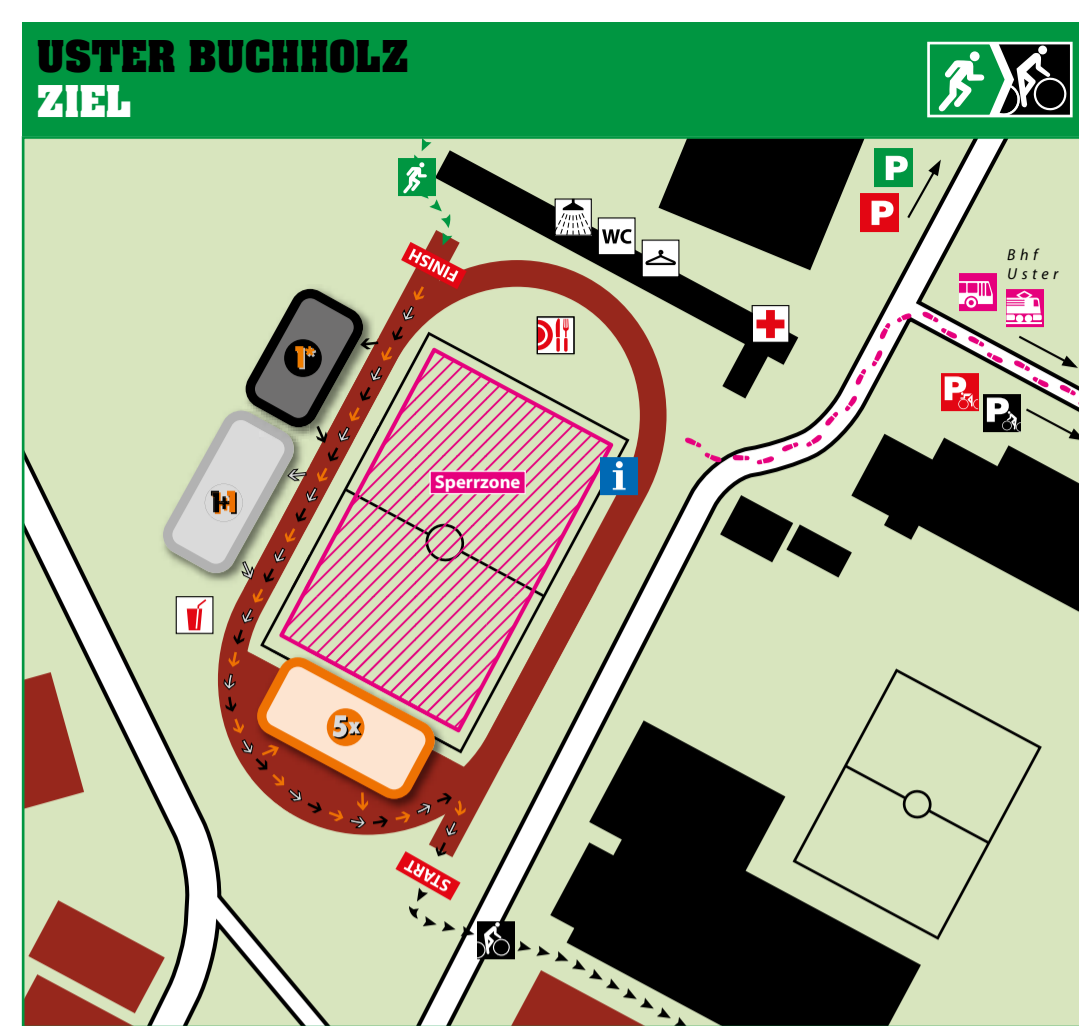 USTER BUCHHOLZ
ZIEL
P
P
WC
FINISH
Bhf
Uster
1*
P
P
Sperrzone
i
1+1
5x
START